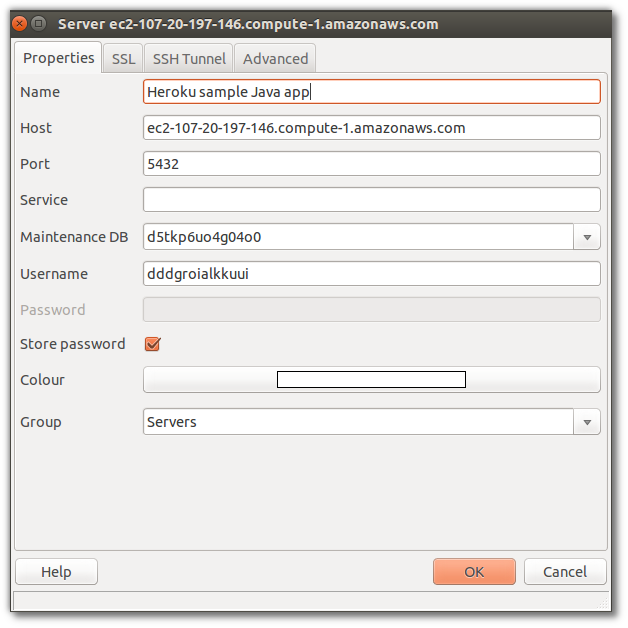 Server ec2-107-20-197-146.compute-1.amazonaws.com
Properties SSL SSH Tunnel Advanced
Name Heroku sample Java app
Host ec2-107-20-197-146.compute-1.amazonaws.com
Port 5432
Service
Maintenance DB d5tkp6uo4g04o0
Username dddgroialkkuui
Password
Store password
Colour
Group Servers
Help OK Cancel